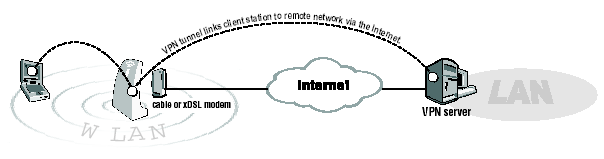 VPN tunnel links client station to remote network via the Internet.
Internet
cable or xDSL modem
W LAN
LAN
VPN server